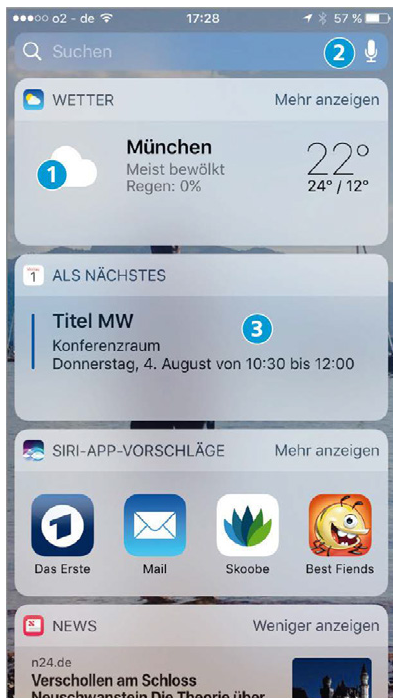 o2 - de 17:28 57 %
Suchen 2
WETTER Mehr anzeigen
München
1 Meist bewölkt 22°
Regen: 0% 24° / 12°
1 ALS NÄCHSTES
Titel MW 3
Konferenzraum
Donnerstag, 4. August von 10:30 bis 12:00
SIRI-APP-VORSCHLÄGE Mehr anzeigen
1
Das Erste Mail Skoobe Best Fiends
NEWS Weniger anzeigen
n24.de
Verschollen am Schloss
Neuschwanstein Die Theorie über